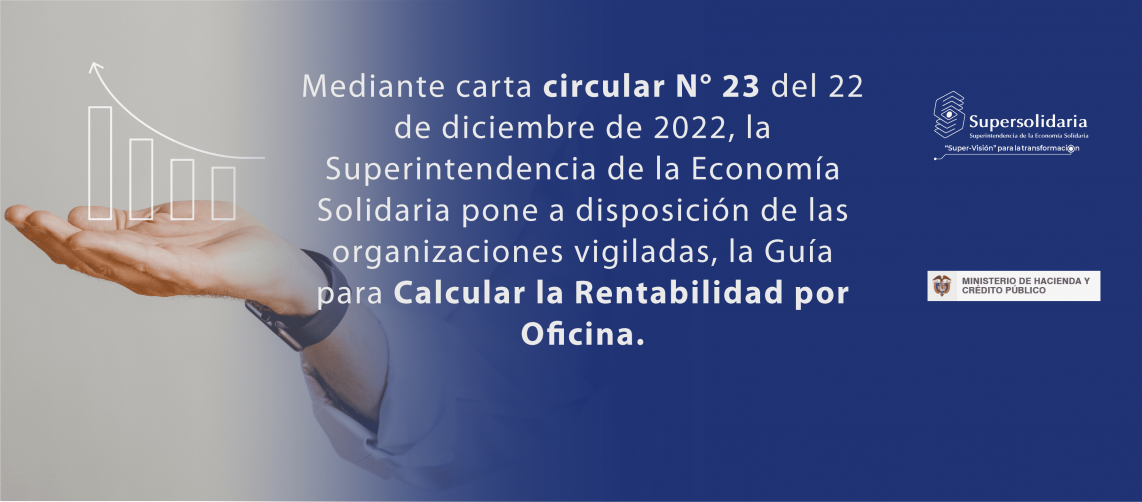 Mediante carta circular N° 23 del 22
de diciembre de 2022, la
Superintendencia de la Economía
Solidaria pone a disposición de las
organizaciones vigiladas, la Guía
para Calcular la Rentabilidad por
Oficina.
Supersolidaria
Superintendencia de la Economía Solidaria
"Super-Visión" para la transformación
MINISTERIO DE HACIENDA Y
CRÉDITO PÚBLICO